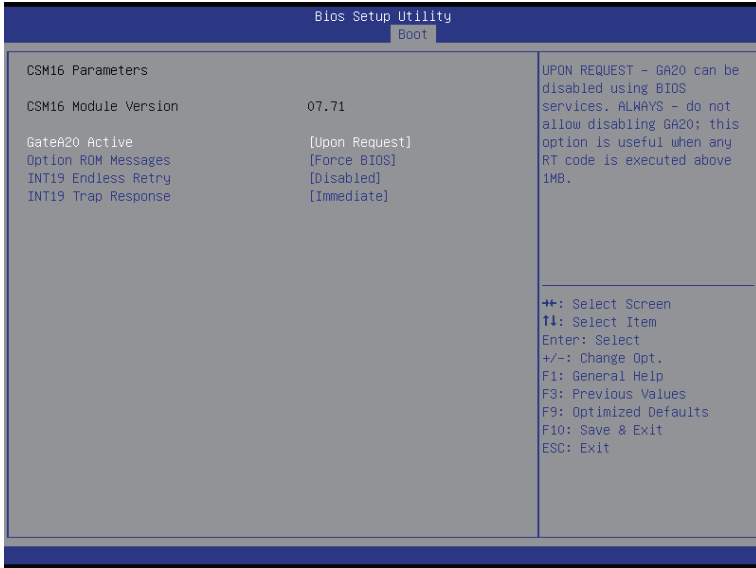 Bios Setup Utility
Boot
CSM16 Parameters
CSM16 Module Version 07.71
GateA20 Active [Upon Request]
Option ROM Messages [Force BIOS]
INT19 Endless Retry [Disabled]
INT19 Trap Response [Immediate]
UPON REQUEST – GA20 can be
disabled using BIOS
services. ALWAYS – do not
allow disabling GA20; this
option is useful when any
RT code is executed above
1MB.
→←: Select Screen
↑↓: Select Item
Enter: Select
+/-: Change Opt.
F1: General Help
F3: Previous Values
F9: Optimized Defaults
F10: Save & Exit
ESC: Exit